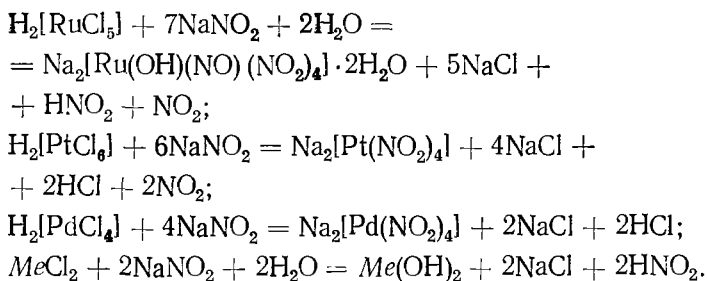 H₂[RuCl₅] + 7NaNO₂ + 2H₂O =
= Na₂[Ru(OH)(NO)(NO₂)₄]·2H₂O + 5NaCl +
+ HNO₂ + NO₂;
H₂[PtCl₆] + 6NaNO₂ = Na₂[Pt(NO₂)₄] + 4NaCl +
+ 2HCl + 2NO₂;
H₂[PdCl₄] + 4NaNO₂ = Na₂[Pd(NO₂)₄] + 2NaCl + 2HCl;
MeCl₂ + 2NaNO₂ + 2H₂O = Me(OH)₂ + 2NaCl + 2HNO₂.